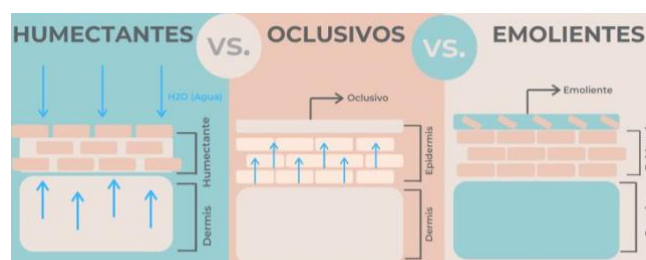 HUMECTANTES
VS.
OCLUSIVOS
VS.
EMOLIENTES
H2O (Agua)
Humectante
Dermis
Oclusivo
Epidermis
Dermis
Emoliente